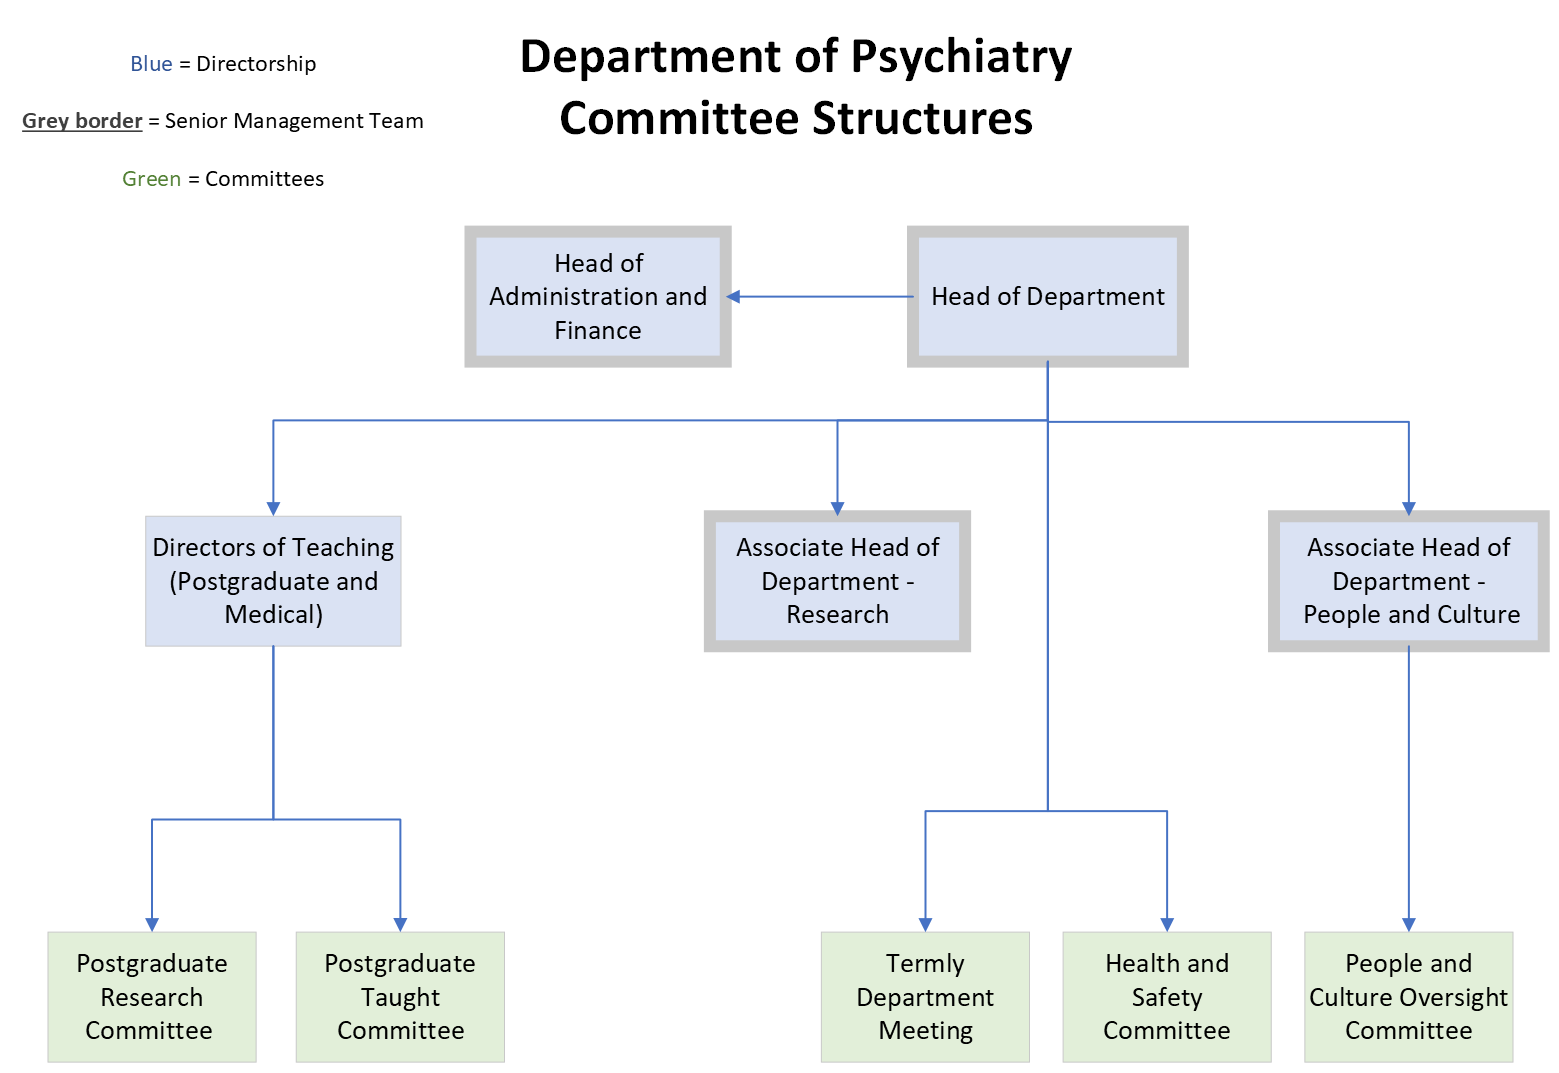 Department of Psychiatry
Committee Structures
Blue = Directorship
Grey border = Senior Management Team
Green = Committees
Head of
Administration and
Finance
Head of Department
Directors of Teaching
(Postgraduate and
Medical)
Associate Head of
Department -
Research
Associate Head of
Department -
People and Culture
Postgraduate
Research
Committee
Postgraduate
Taught
Committee
Termly
Department
Meeting
Health and
Safety
Committee
People and
Culture Oversight
Committee